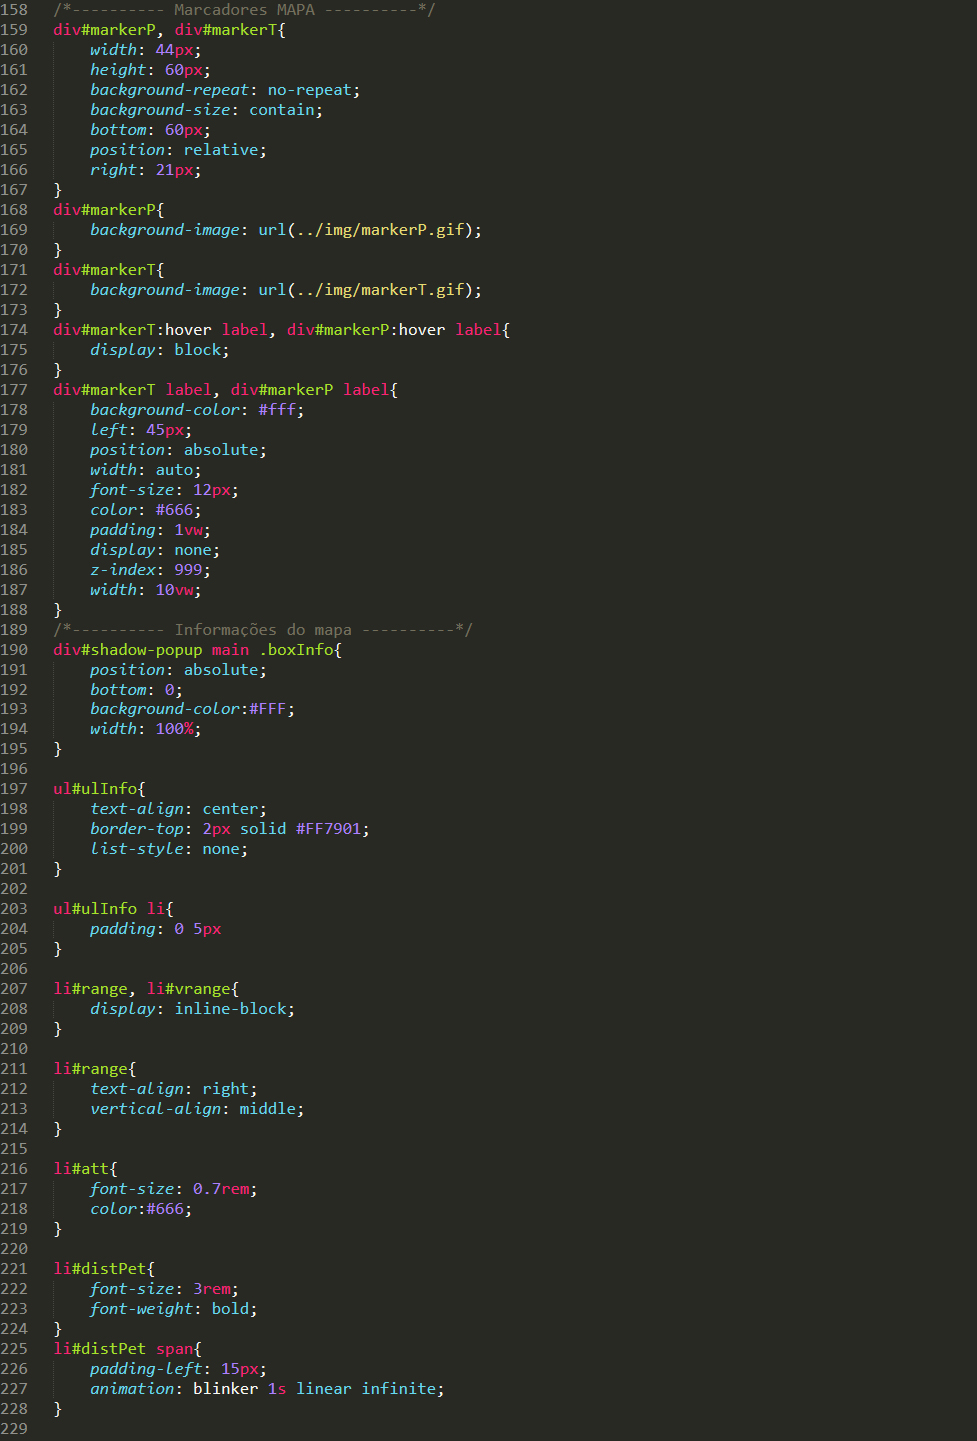 158 /*---------- Marcadores MAPA ----------*/
159 div#markerP, div#markerT{
160     width: 44px;
161     height: 60px;
162     background-repeat: no-repeat;
163     background-size: contain;
164     bottom: 60px;
165     position: relative;
166     right: 21px;
167 }
168 div#markerP{
169     background-image: url(../img/markerP.gif);
170 }
171 div#markerT{
172     background-image: url(../img/markerT.gif);
173 }
174 div#markerT:hover label, div#markerP:hover label{
175     display: block;
176 }
177 div#markerT label, div#markerP label{
178     background-color: #fff;
179     left: 45px;
180     position: absolute;
181     width: auto;
182     font-size: 12px;
183     color: #666;
184     padding: 1vw;
185     display: none;
186     z-index: 999;
187     width: 10vw;
188 }
189 /*---------- Informações do mapa ----------*/
190 div#shadow-popup main .boxInfo{
191     position: absolute;
192     bottom: 0;
193     background-color:#FFF;
194     width: 100%;
195 }
196
197 ul#ulInfo{
198     text-align: center;
199     border-top: 2px solid #FF7901;
200     list-style: none;
201 }
202
203 ul#ulInfo li{
204     padding: 0 5px
205 }
206
207 li#range, li#vrange{
208     display: inline-block;
209 }
210
211 li#range{
212     text-align: right;
213     vertical-align: middle;
214 }
215
216 li#att{
217     font-size: 0.7rem;
218     color:#666;
219 }
220
221 li#distPet{
222     font-size: 3rem;
223     font-weight: bold;
224 }
225 li#distPet span{
226     padding-left: 15px;
227     animation: blinker 1s linear infinite;
228 }
229